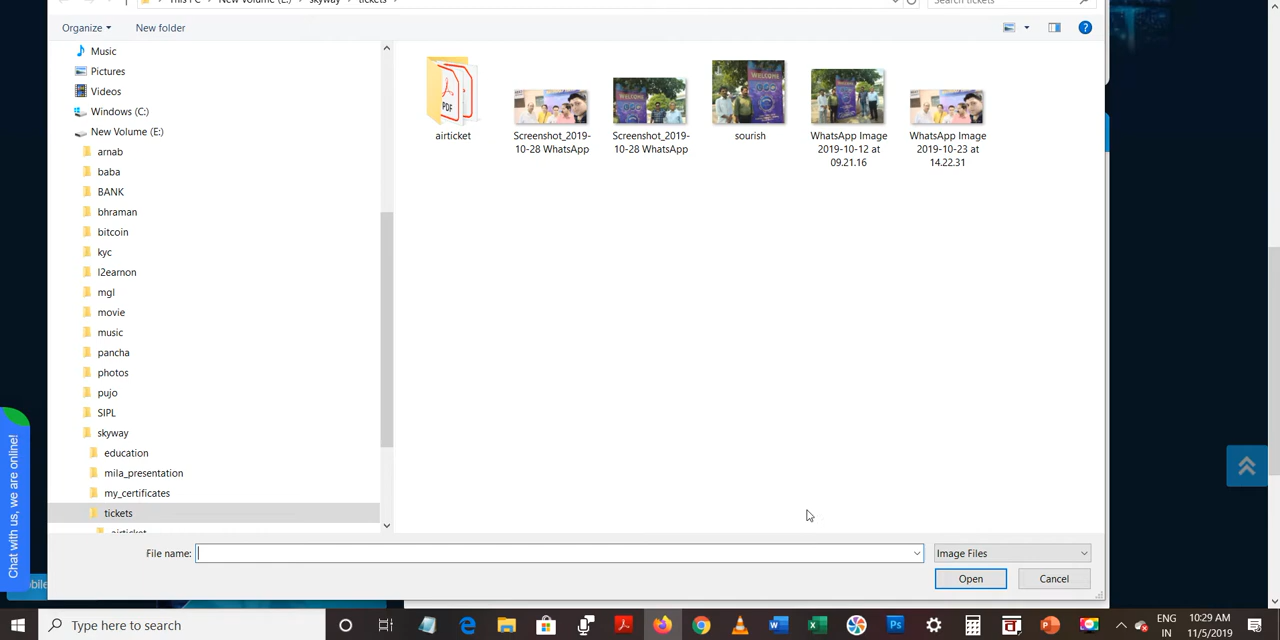 This PC > New Volume (E:) > skyway > tickets >
Search tickets
Organize
New folder
Music
Pictures
Videos
Windows (C:)
New Volume (E:)
arnab
baba
BANK
bhraman
bitcoin
kyc
l2earnon
mgl
movie
music
pancha
photos
pujo
SIPL
skyway
education
mila_presentation
my_certificates
tickets
airticket
PDF
airticket
Screenshot_2019-
10-28 WhatsApp
WELCOME
Screenshot_2019-
10-28 WhatsApp
WELCOME
sourish
WhatsApp Image
2019-10-12 at
09.21.16
WhatsApp Image
2019-10-23 at
14.22.31
Chat with us, we are online!
File name:
Image Files
Open
Cancel
Type here to search
ENG
IN
10:29 AM
11/5/2019